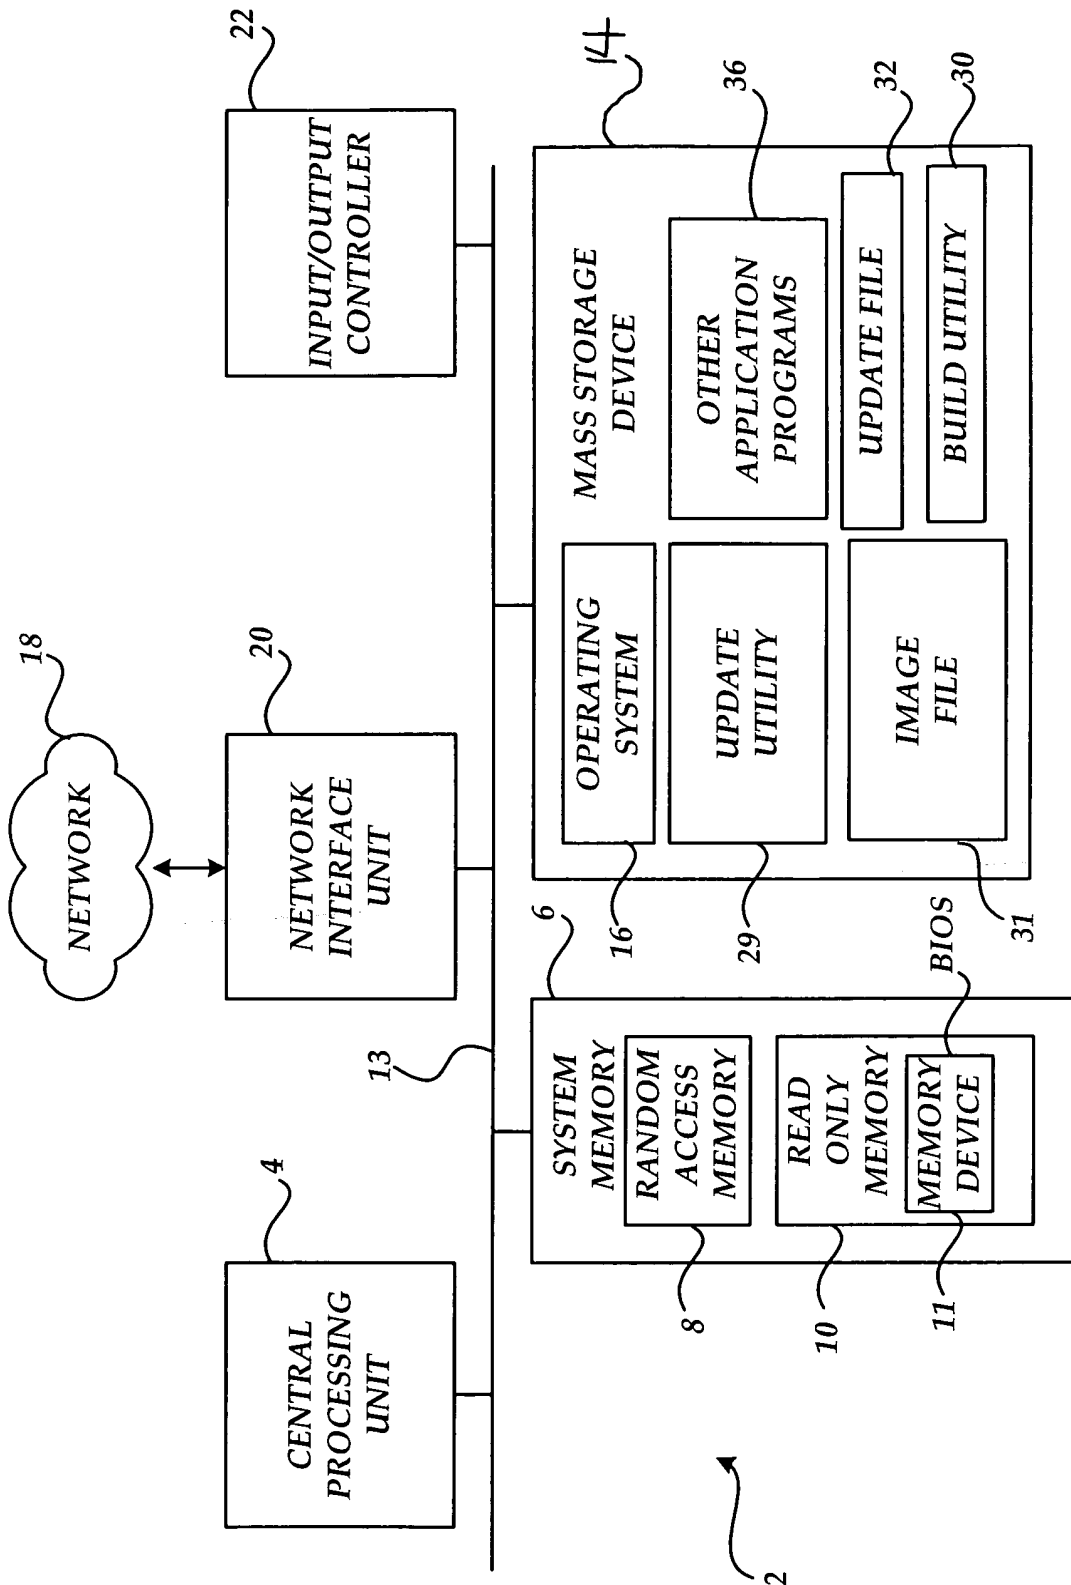 18
NETWORK
22
20
4
CENTRAL
PROCESSING
UNIT
NETWORK
INTERFACE
UNIT
INPUT/OUTPUT
CONTROLLER
13
6
14
SYSTEM
MEMORY
RANDOM
ACCESS
MEMORY
8
READ
ONLY
MEMORY
10
MEMORY
DEVICE
11
BIOS
MASS STORAGE
DEVICE
OPERATING
SYSTEM
16
OTHER
APPLICATION
PROGRAMS
36
UPDATE
UTILITY
29
UPDATE FILE
32
IMAGE
FILE
31
BUILD UTILITY
30
2